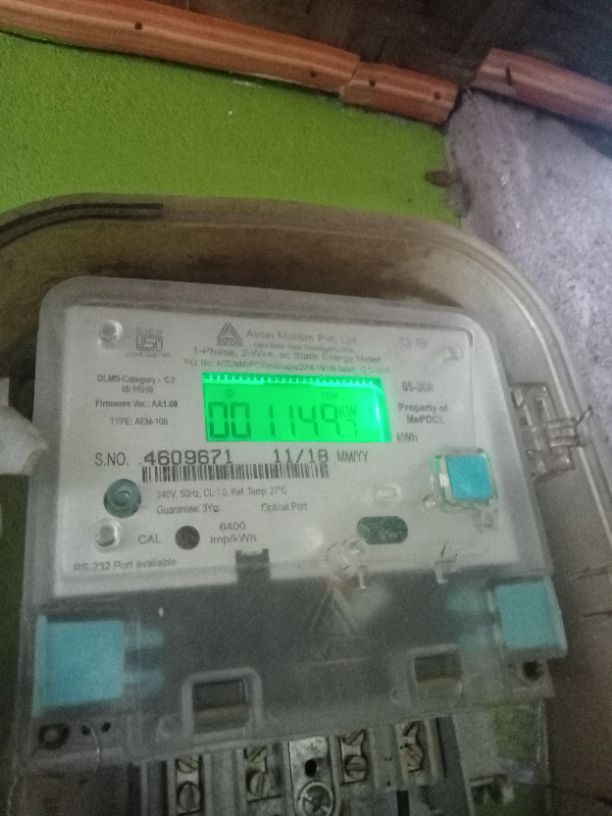 Avon Meters Pvt. Ltd.
1-Phase, 2-Wire, ac Static Energy Meter
DLMS-Category - 'C3'
IS:15959
Firmware Ver.: AA1.00
TYPE: AEM-106
001149.
KW
05-30A
Property of
MePDCL
kWh
S.NO. 4609671 11/18 MM/YY
240V, 50Hz, CL:1.0, Ref. Temp. 27°C
Guarantee: 3Yrs Optical Port
CAL
6400
imp/kWh
RS-232 Port available